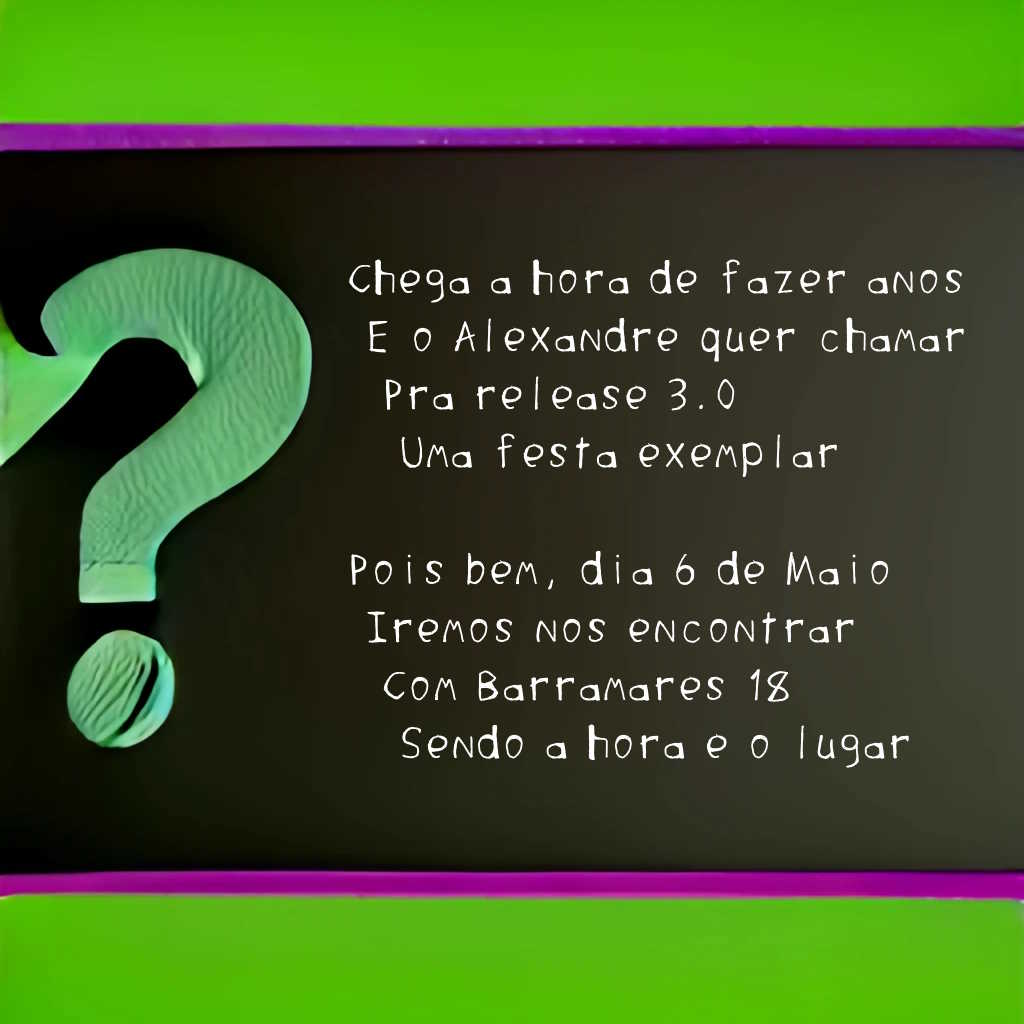 Chega a hora de fazer anos
E o Alexandre quer chamar
Pra release 3.0
Uma festa exemplar
Pois bem, dia 6 de Maio
Iremos nos encontrar
Com Barramares 18
Sendo a hora e o lugar